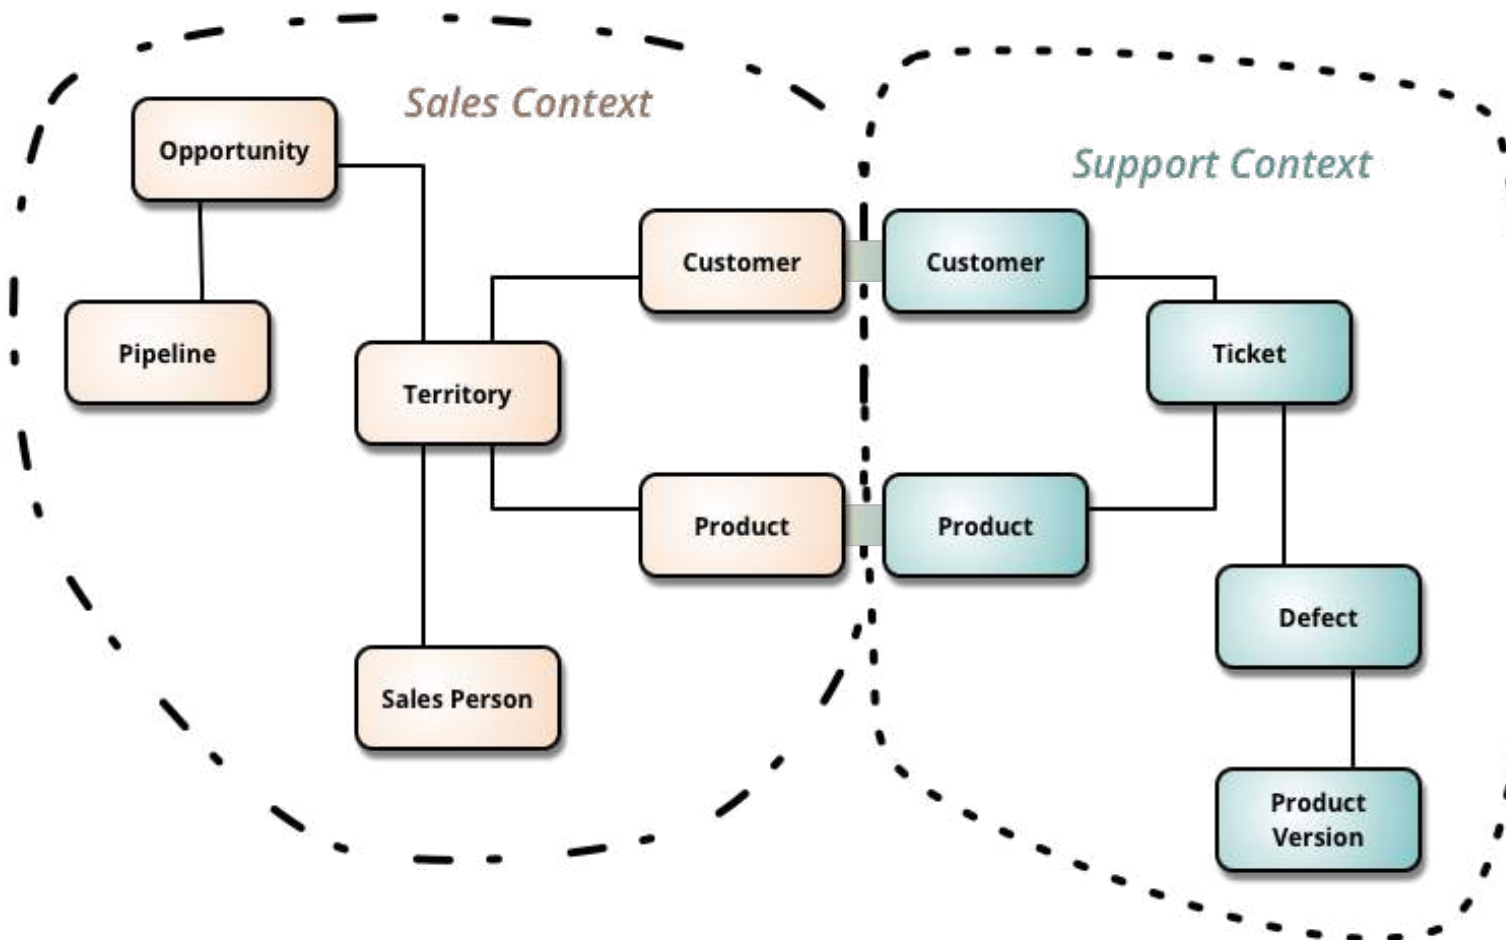 Sales Context
Opportunity
Support Context
Customer
Customer
Pipeline
Ticket
Territory
Product
Product
Defect
Sales Person
Product
Version